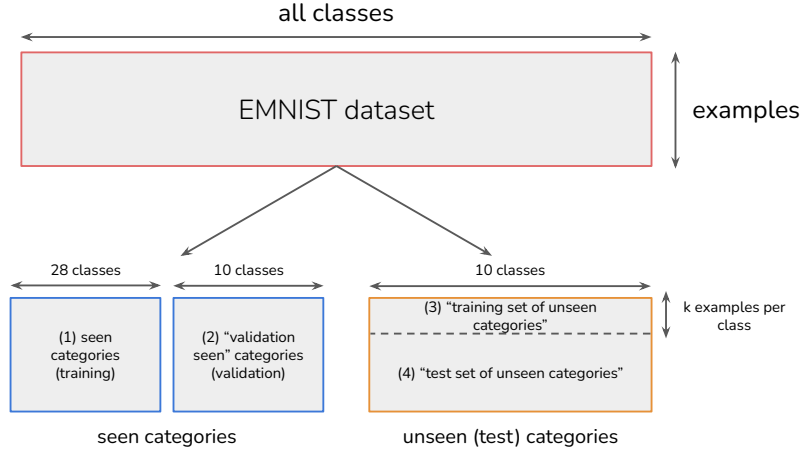 all classes
EMNIST dataset
examples
28 classes
10 classes
10 classes
(1) seen
categories
(training)
(2) “validation
seen” categories
(validation)
(3) “training set of unseen
categories”
k examples per
class
(4) “test set of unseen categories”
seen categories
unseen (test) categories